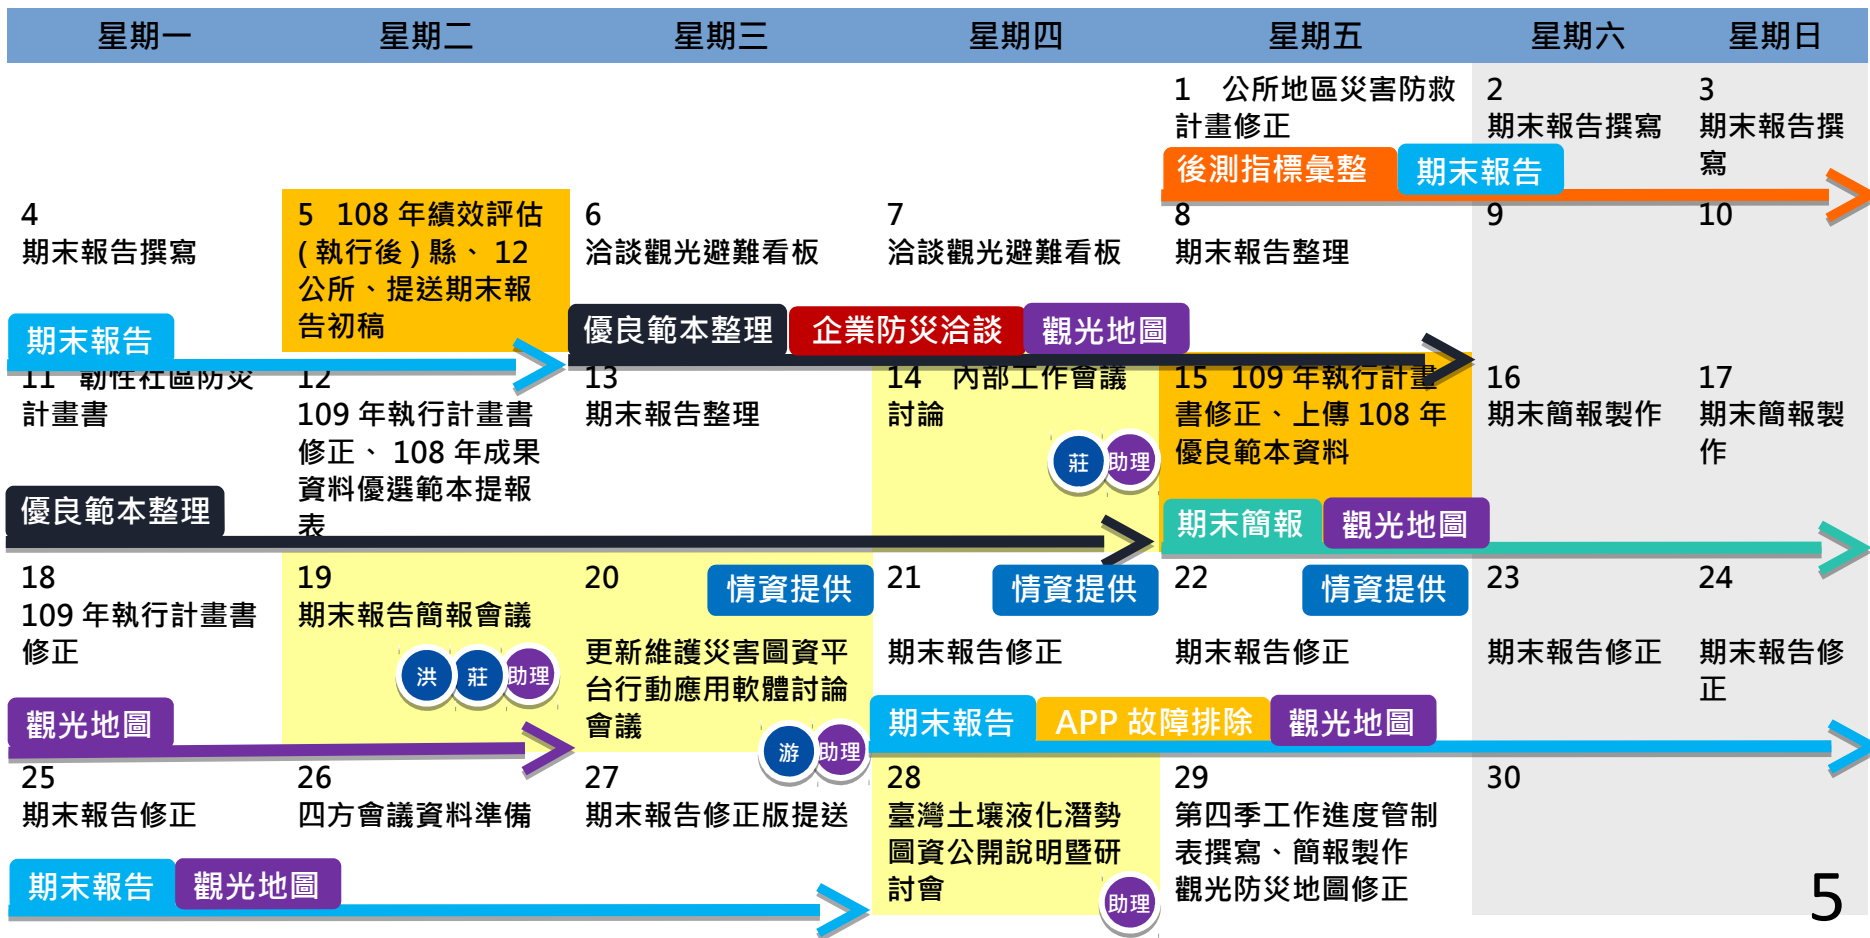 星期一 星期二 星期三 星期四 星期五 星期六 星期日
1 公所地區災害防救
計畫修正
2
期末報告撰寫
3
期末報告撰
寫
後測指標彙整 期末報告
4
期末報告撰寫
5 108 年績效評估
( 執行後 ) 縣、 12
公所、提送期末報
告初稿
6
洽談觀光避難看板
7
洽談觀光避難看板
8
期末報告整理
9
10
期末報告
優良範本整理 企業防災洽談 觀光地圖
11 韌性社區防災
計畫書
12
109 年執行計畫書
修正、 108 年成果
資料優選範本提報
表
13
期末報告整理
14 內部工作會議
討論
莊 助理
15 109 年執行計畫
書修正、上傳 108 年
優良範本資料
16
期末簡報製作
17
期末簡報製
作
優良範本整理
期末簡報 觀光地圖
18
109 年執行計畫書
修正
19
期末報告簡報會議
洪 莊 助理
20
情資提供
更新維護災害圖資平
台行動應用軟體討論
會議
游 助理
21
情資提供
期末報告修正
22
情資提供
期末報告修正
23
期末報告修正
24
期末報告修
正
觀光地圖
期末報告 APP 故障排除 觀光地圖
25
期末報告修正
26
四方會議資料準備
27
期末報告修正版提送
28
臺灣土壤液化潛勢
圖資公開說明暨研
討會
助理
29
第四季工作進度管制
表撰寫、簡報製作
觀光防災地圖修正
30
期末報告 觀光地圖
5